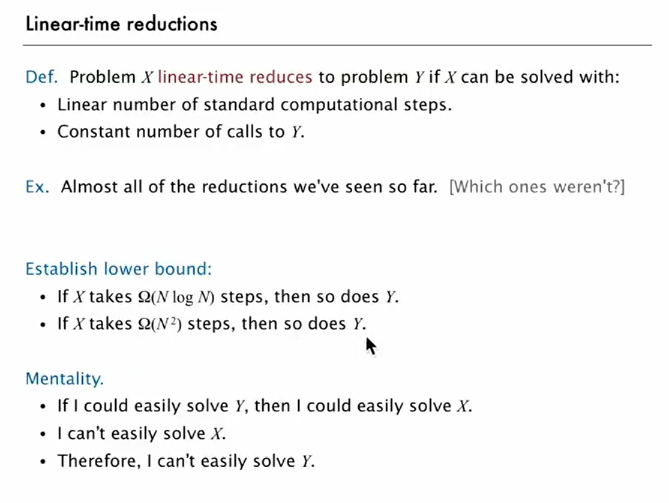 Linear-time reductions
Def. Problem X linear-time reduces to problem Y if X can be solved with:
• Linear number of standard computational steps.
• Constant number of calls to Y.
Ex. Almost all of the reductions we've seen so far. [Which ones weren't?]
Establish lower bound:
• If X takes Ω(N log N) steps, then so does Y.
• If X takes Ω(N²) steps, then so does Y.
Mentality.
• If I could easily solve Y, then I could easily solve X.
• I can't easily solve X.
• Therefore, I can't easily solve Y.